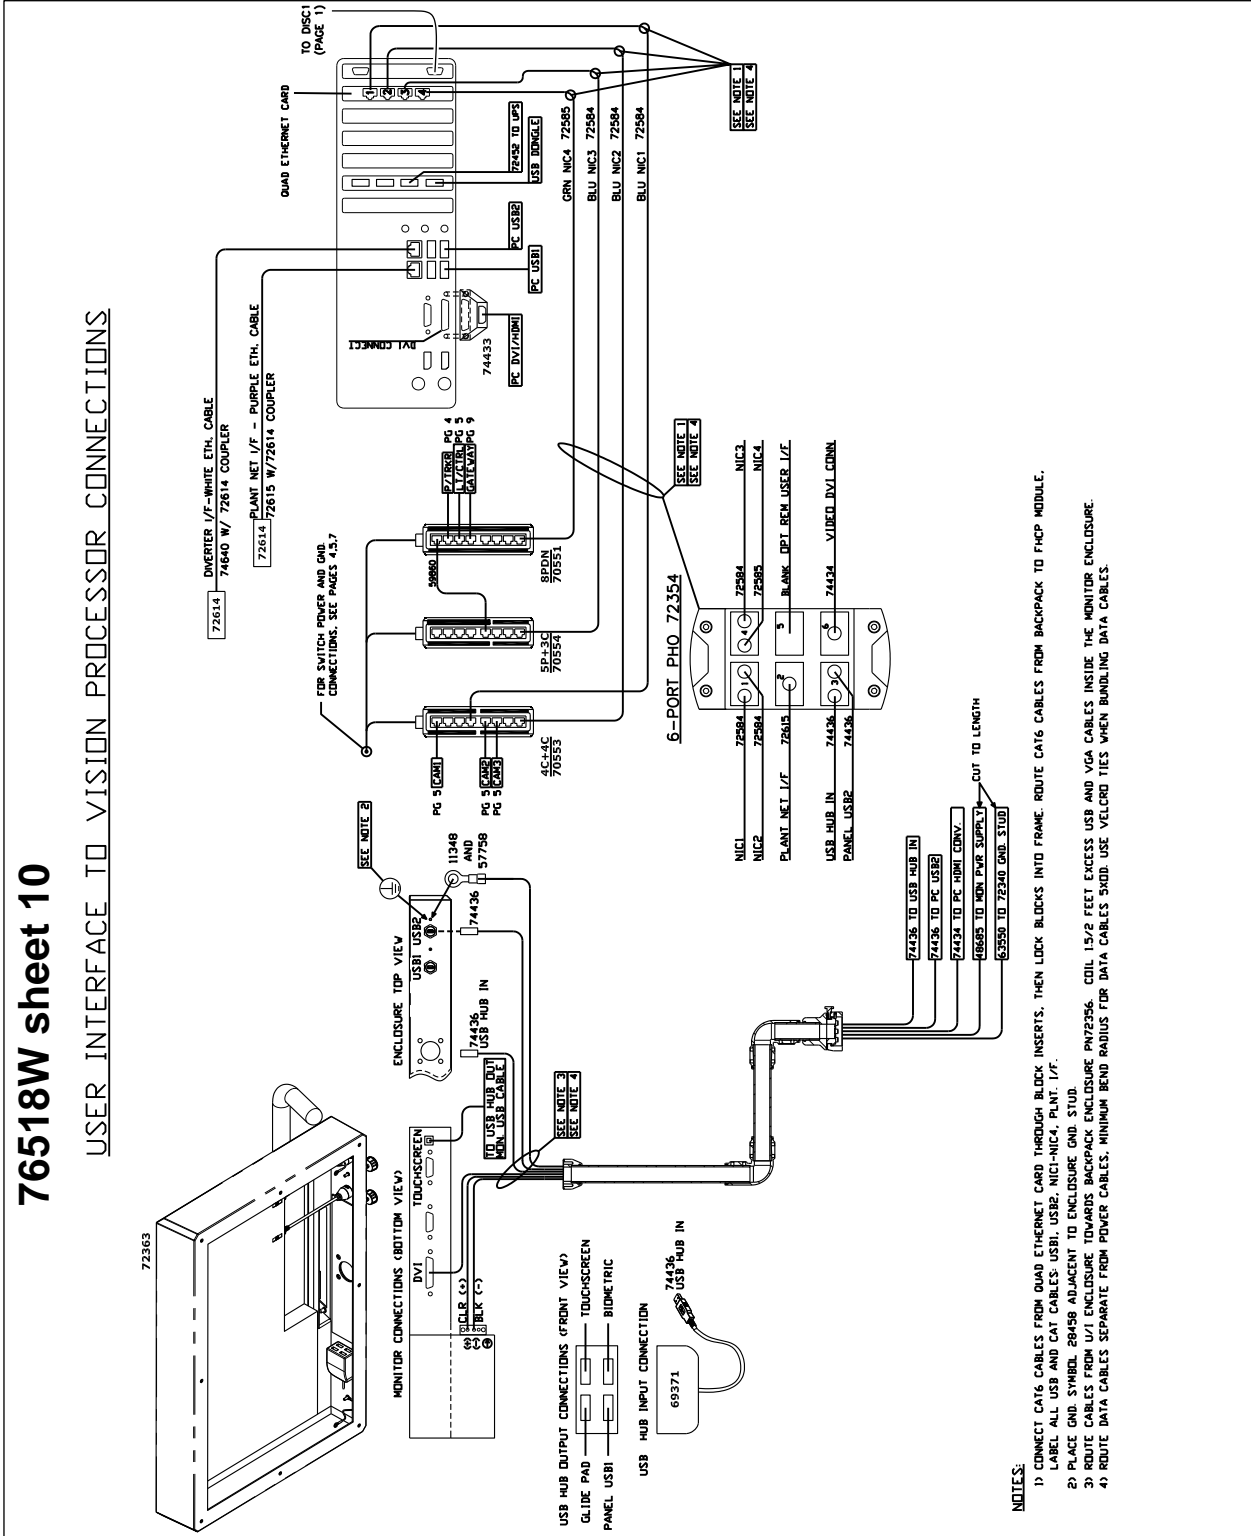 76518W sheet 10
USER INTERFACE TO VISION PROCESSOR CONNECTIONS
72363
MONITOR CONNECTIONS (BOTTOM VIEW)
DVI
TOUCHSCREEN
CLR (+)
BLK (-)
(+)
(-)
TO USB HUB OUT
MON. USB CABLE
ENCLOSURE TOP VIEW
USB1
USB2
SEE NOTE 2
11348
AND
57758
74436
74436
USB HUB IN
SEE NOTE 3
SEE NOTE 4
USB HUB OUTPUT CONNECTIONS (FRONT VIEW)
GLIDE PAD
TOUCHSCREEN
PANEL USB1
BIOMETRIC
USB HUB INPUT CONNECTION
69371
74436
USB HUB IN
74436 TO USB HUB IN
74436 TO PC USB2
74434 TO PC HDMI CONV.
48685 TO MON PWR SUPPLY
63550 TO 72340 GND. STUD
CUT TO LENGTH
72614
DIVERTER I/F-WHITE ETH. CABLE
74640 W/ 72614 COUPLER
72614
PLANT NET I/F - PURPLE ETH. CABLE
72615 W/72614 COUPLER
FOR SWITCH POWER AND GND.
CONNECTIONS, SEE PAGES 4,5,7
PG 5 CAM1
PG 5 CAM2
PG 5 CAM3
4C+4C
70553
5P+3C
70554
59860
8PDN
70551
P/TRKR PG 4
LT/CTRL PG 5
GATEWAY PG 9
QUAD ETHERNET CARD
TO DISC1
(PAGE 1)
1
2
3
4
DVI CONNECT
74433
PC DVI/HDMI
PC USB1
PC USB2
72452 TO UPS
USB DONGLE
GRN NIC4 72585
BLU NIC3 72584
BLU NIC2 72584
BLU NIC1 72584
SEE NOTE 1
SEE NOTE 4
SEE NOTE 1
SEE NOTE 4
6-PORT PHO 72354
NIC1 72584
NIC2 72584
PLANT NET I/F 72615
USB HUB IN 74436
PANEL USB2 74436
1
2
3
4
5
6
72584 NIC3
72585 NIC4
BLANK OPT REM USER I/F
74434 VIDEO DVI CONN
NOTES:
1) CONNECT CAT6 CABLES FROM QUAD ETHERNET CARD THROUGH BLOCK INSERTS, THEN LOCK BLOCKS INTO FRAME. ROUTE CAT6 CABLES FROM BACKPACK TO FHCP MODULE,
LABEL ALL USB AND CAT CABLES: USB1, USB2, NIC1-NIC4, PLNT. I/F.
2) PLACE GND. SYMBOL 28458 ADJACENT TO ENCLOSURE GND. STUD.
3) ROUTE CABLES FROM U/I ENCLOSURE TOWARDS BACKPACK ENCLOSURE PN72356. COIL 1.5/2 FEET EXCESS USB AND VGA CABLES INSIDE THE MONITOR ENCLOSURE.
4) ROUTE DATA CABLES SEPARATE FROM POWER CABLES, MINIMUM BEND RADIUS FOR DATA CABLES 5XOD. USE VELCRO TIES WHEN BUNDLING DATA CABLES.